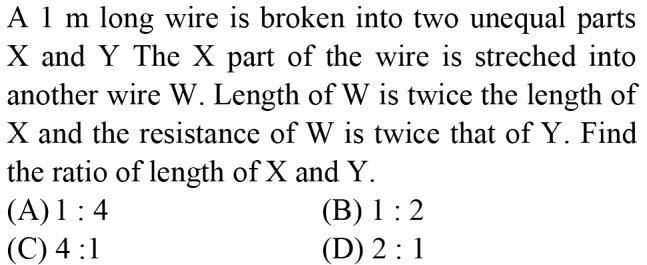 A 1 m long wire is broken into two unequal parts
X and Y The X part of the wire is streched into
another wire W. Length of W is twice the length of
X and the resistance of W is twice that of Y. Find
the ratio of length of X and Y.
(A) 1 : 4 (B) 1 : 2
(C) 4 :1 (D) 2 : 1